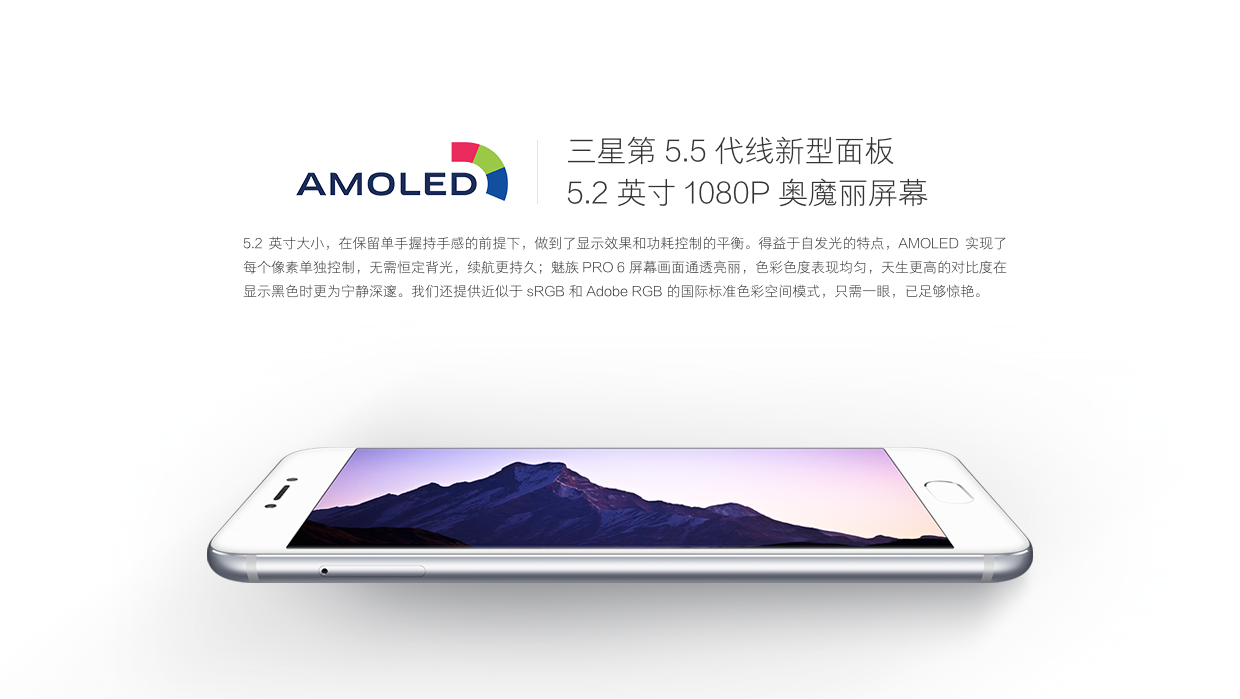 AMOLED
三星第 5.5 代线新型面板
5.2 英寸 1080P 奥魔丽屏幕
5.2 英寸大小，在保留单手握持手感的前提下，做到了显示效果和功耗控制的平衡。得益于自发光的特点，AMOLED 实现了
每个像素单独控制，无需恒定背光，续航更持久；魅族 PRO 6 屏幕画面通透亮丽，色彩色度表现均匀，天生更高的对比度在
显示黑色时更为宁静深邃。我们还提供近似于 sRGB 和 Adobe RGB 的国际标准色彩空间模式，只需一眼，已足够惊艳。